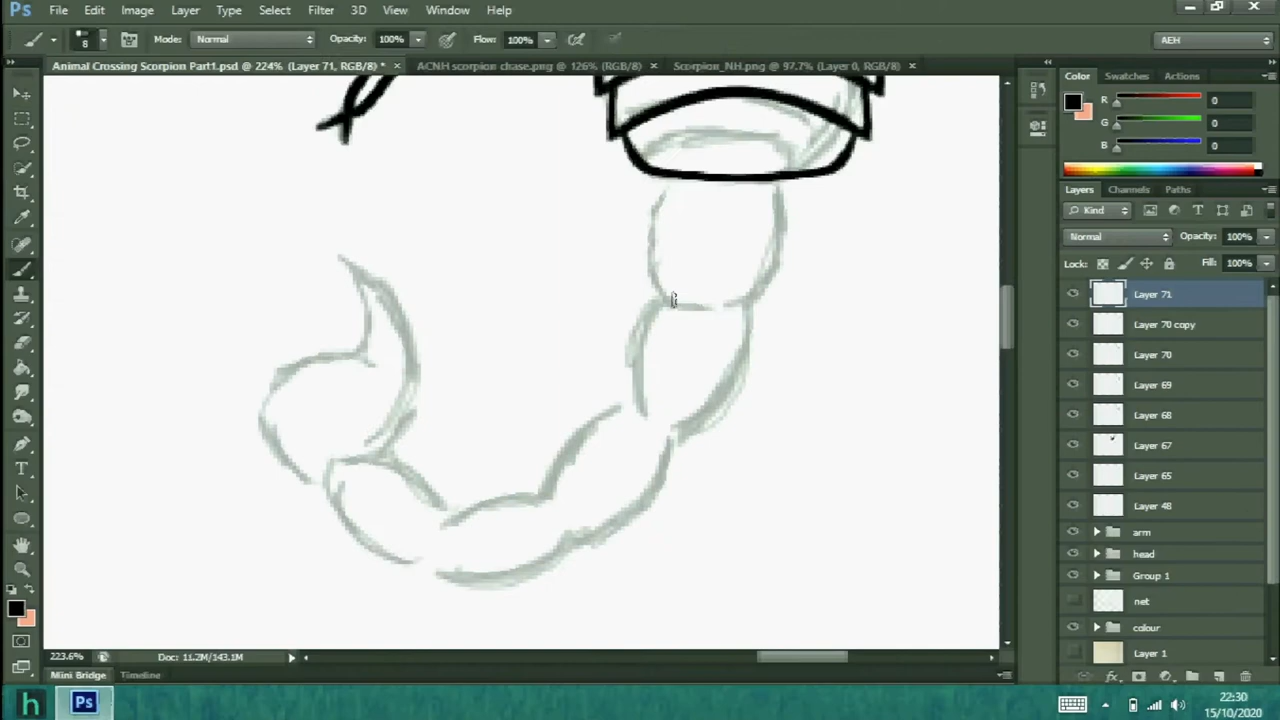 Ps File Edit Image Layer Type Select Filter 3D View Window Help
8 Mode: Normal Opacity: 100% Flow: 100% AEH
Animal Crossing Scorpion Part1.psd @ 224% (Layer 71, RGB/8) * × ACNH scorpion chase.png @ 126% (RGB/8) × Scorpion_NH.png @ 97.7% (Layer 0, RGB/8) ×
Color Swatches Actions
R 0
G 0
B 0
Layers Channels Paths
Kind
Normal Opacity: 100%
Lock: Fill: 100%
Layer 71
Layer 70 copy
Layer 70
Layer 69
Layer 68
Layer 67
Layer 65
Layer 48
arm
head
Group 1
net
colour
Layer 1
223.6% Doc: 11.2M/143.1M
Mini Bridge Timeline
h Ps 22:30
15/10/2020